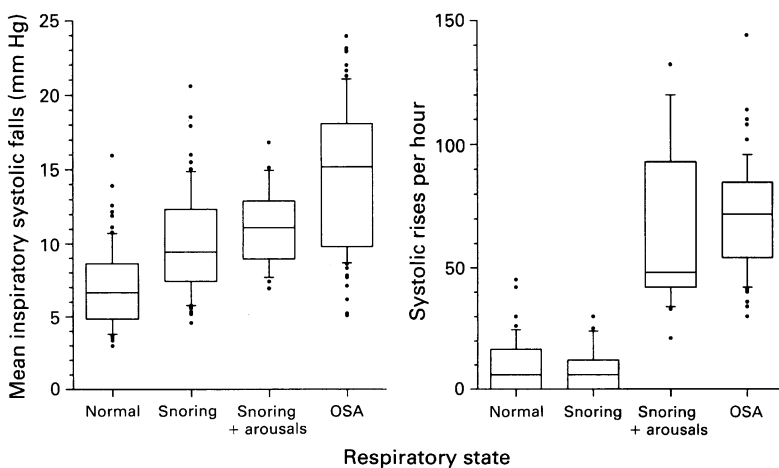 Mean inspiratory systolic falls (mm Hg)
25
20
15
10
5
0
Normal
Snoring
Snoring
+ arousals
OSA
Systolic rises per hour
150
100
50
0
Normal
Snoring
Snoring
+ arousals
OSA
Respiratory state